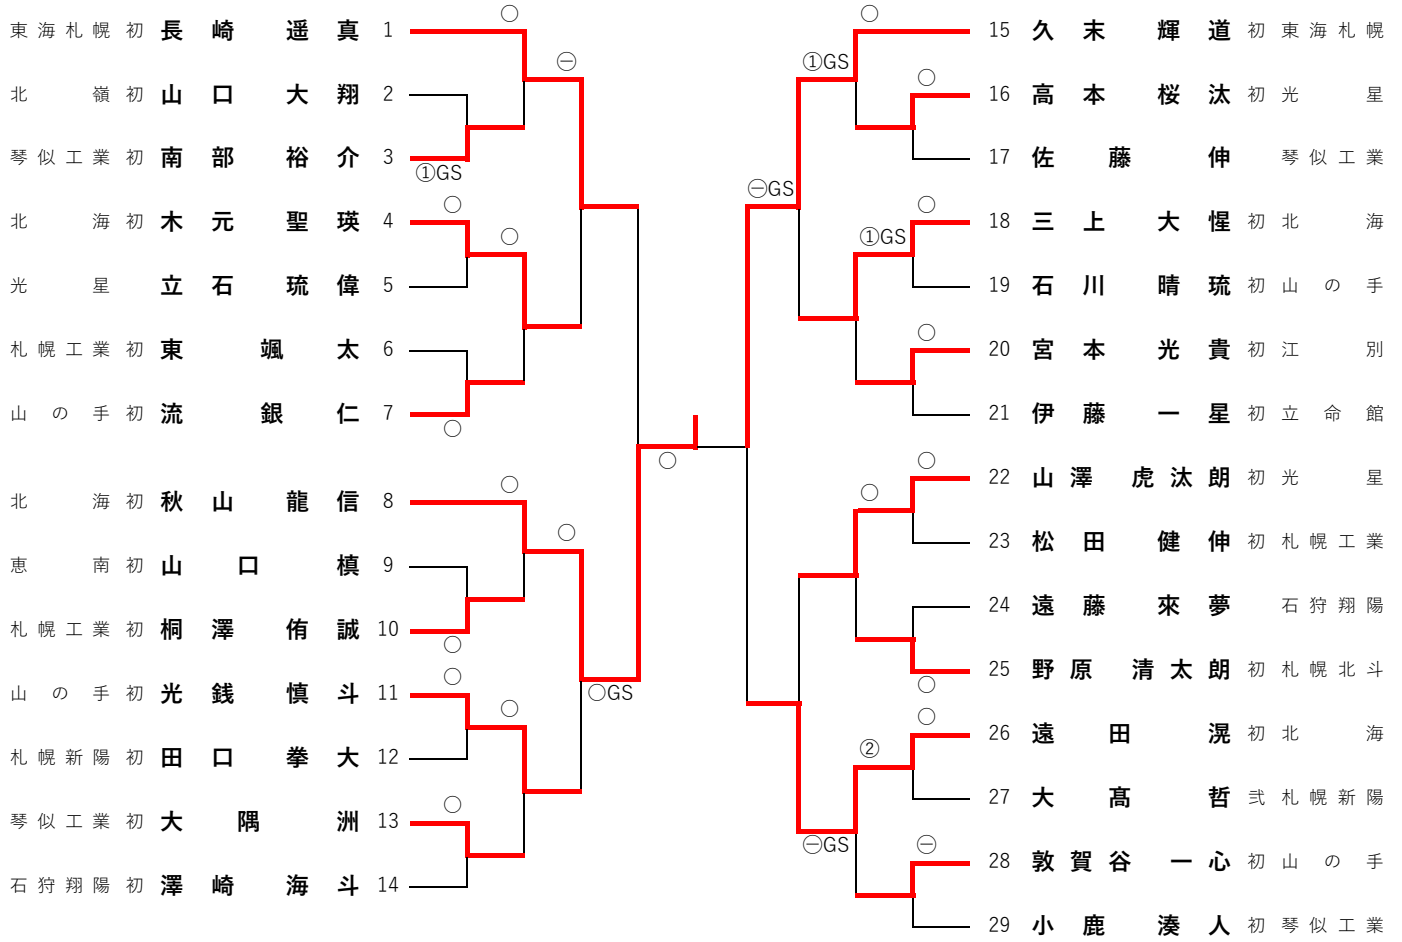 東海札幌 初 長崎 遥真 1
北嶺 初 山口 大翔 2
琴似工業 初 南部 裕介 3
北海 初 木元 聖瑛 4
光星 立石 琉偉 5
札幌工業 初 東 颯太 6
山の手 初 流 銀仁 7
北海 初 秋山 龍信 8
恵南 初 山口 槙 9
札幌工業 初 桐澤 侑誠 10
山の手 初 光銭 慎斗 11
札幌新陽 初 田口 拳大 12
琴似工業 初 大隅 洲 13
石狩翔陽 初 澤崎 海斗 14
○
㊀
①GS
○
○
○
○
○
○
○
○
○
○GS
○
15 久末 輝道 初 東海札幌
16 高本 桜汰 初 光星
17 佐藤 伸 琴似工業
18 三上 大惺 初 北海
19 石川 晴琉 初 山の手
20 宮本 光貴 初 江別
21 伊藤 一星 初 立命館
22 山澤 虎汰朗 初 光星
23 松田 健伸 初 札幌工業
24 遠藤 來夢 石狩翔陽
25 野原 清太朗 初 札幌北斗
26 遠田 滉 初 北海
27 大髙 哲 弐 札幌新陽
28 敦賀谷 一心 初 山の手
29 小鹿 湊人 初 琴似工業
○
①GS
○
㊀GS
○
①GS
○
○
○
○
○
②
㊀GS
㊀